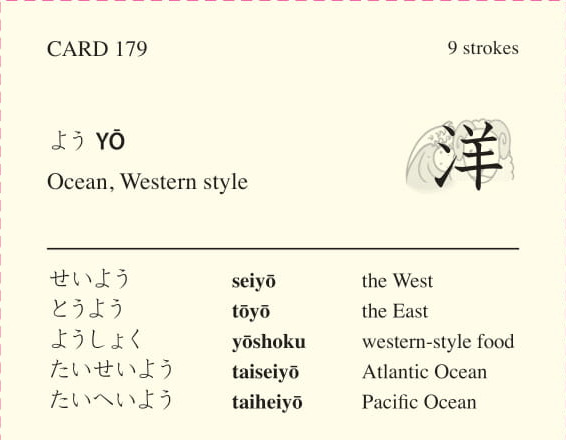 CARD 179 9 strokes
よう YŌ
Ocean, Western style
洋
せいよう seiyō the West
とうよう tōyō the East
ようしょく yōshoku western-style food
たいせいよう taiseiyō Atlantic Ocean
たいへいよう taiheiyō Pacific Ocean